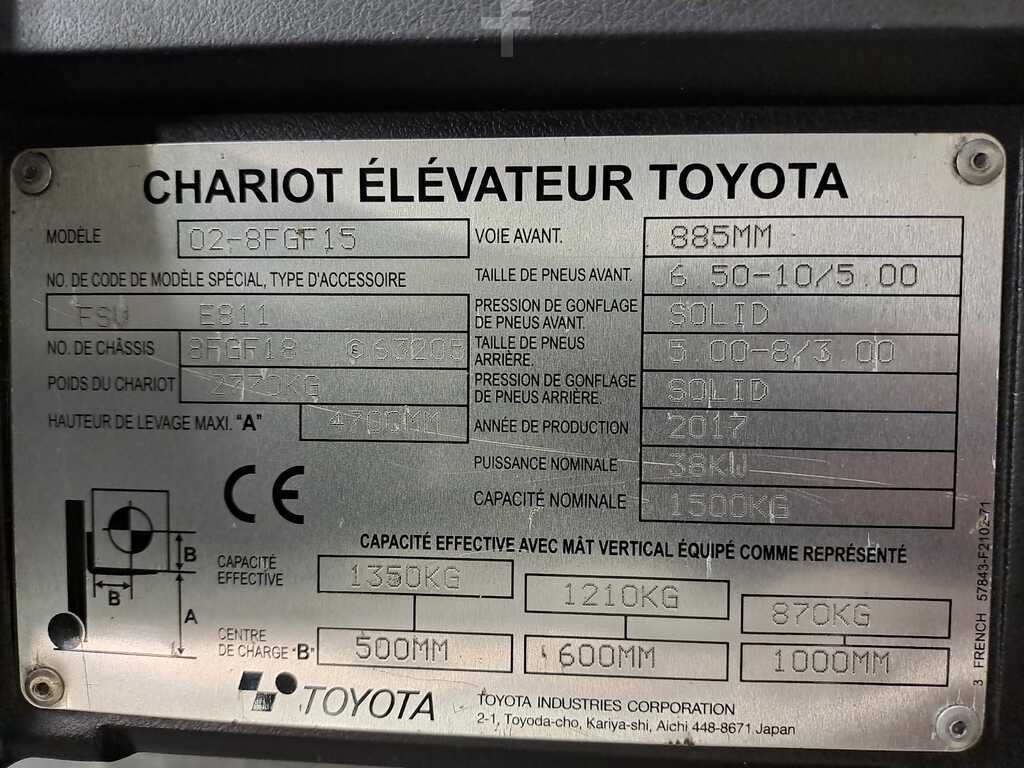 CHARIOT ÉLÉVATEUR TOYOTA
MODÈLE 02-8FGF15
NO. DE CODE DE MODÈLE SPÉCIAL, TYPE D'ACCESSOIRE
FSV E811
NO. DE CHÂSSIS 8FGF18 Ⓔ63205
POIDS DU CHARIOT 2770KG
HAUTEUR DE LEVAGE MAXI. "A" 4700MM
VOIE AVANT. 885MM
TAILLE DE PNEUS AVANT. 6.50-10/5.00
PRESSION DE GONFLAGE
DE PNEUS AVANT. SOLID
TAILLE DE PNEUS
ARRIÈRE. 5.00-8/3.00
PRESSION DE GONFLAGE
DE PNEUS ARRIÈRE. SOLID
ANNÉE DE PRODUCTION 2017
PUISSANCE NOMINALE 38KW
CAPACITÉ NOMINALE 1500KG
CE
B
B
A
CAPACITÉ EFFECTIVE AVEC MÂT VERTICAL ÉQUIPÉ COMME REPRÉSENTÉ
CAPACITÉ
EFFECTIVE 1350KG 1210KG 870KG
CENTRE
DE CHARGE "B" 500MM 600MM 1000MM
TOYOTA
TOYOTA INDUSTRIES CORPORATION
2-1, Toyoda-cho, Kariya-shi, Aichi 448-8671 Japan
3 FRENCH 57843-F2102-71